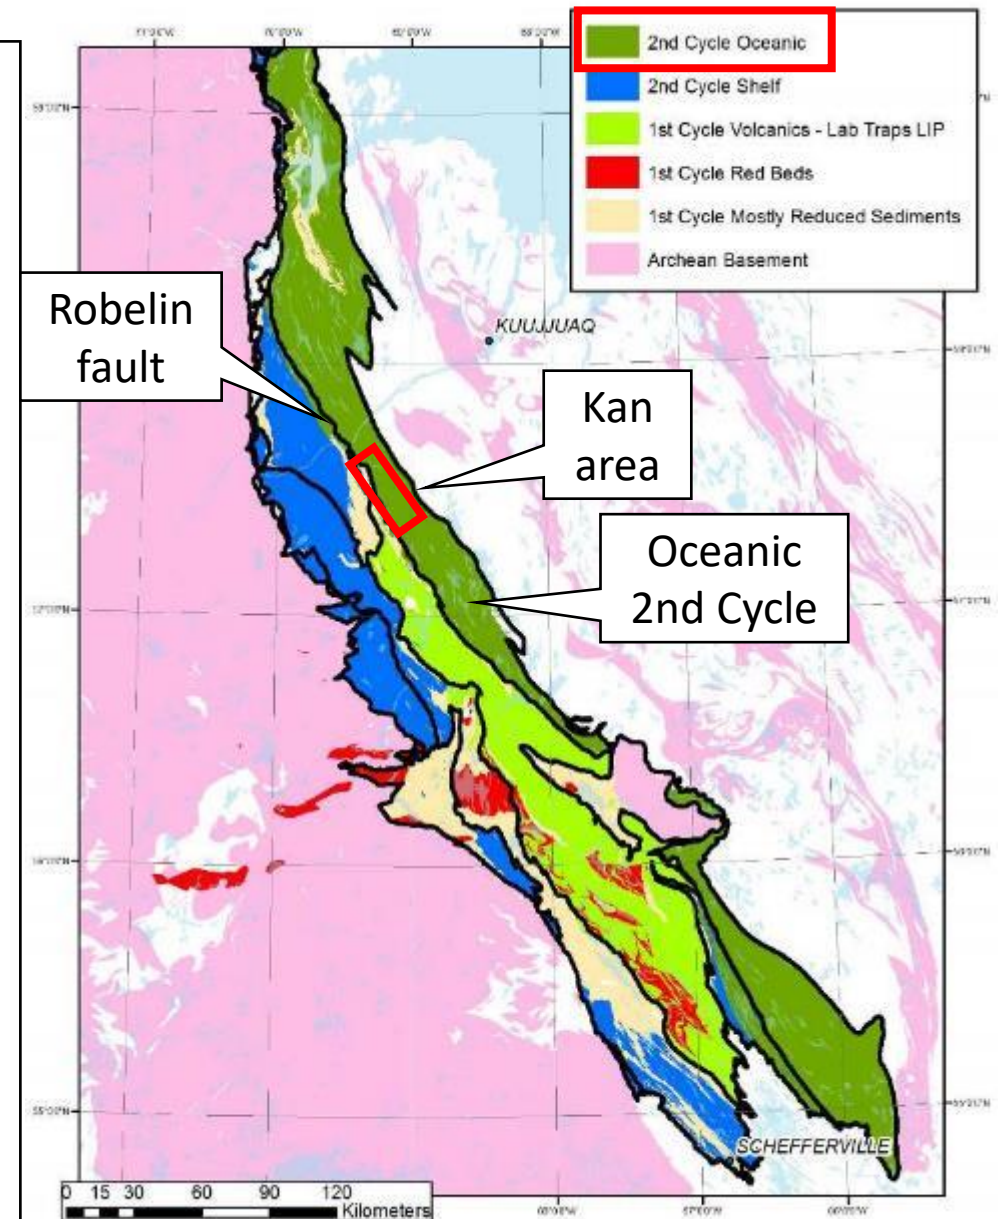 2nd Cycle Oceanic
2nd Cycle Shelf
1st Cycle Volcanics - Lab Traps LIP
1st Cycle Red Beds
1st Cycle Mostly Reduced Sediments
Archean Basement
Robelin
fault
KUUJJUAQ
Kan
area
Oceanic
2nd Cycle
SCHEFFERVILLE
0 15 30 60 90 120
Kilometers